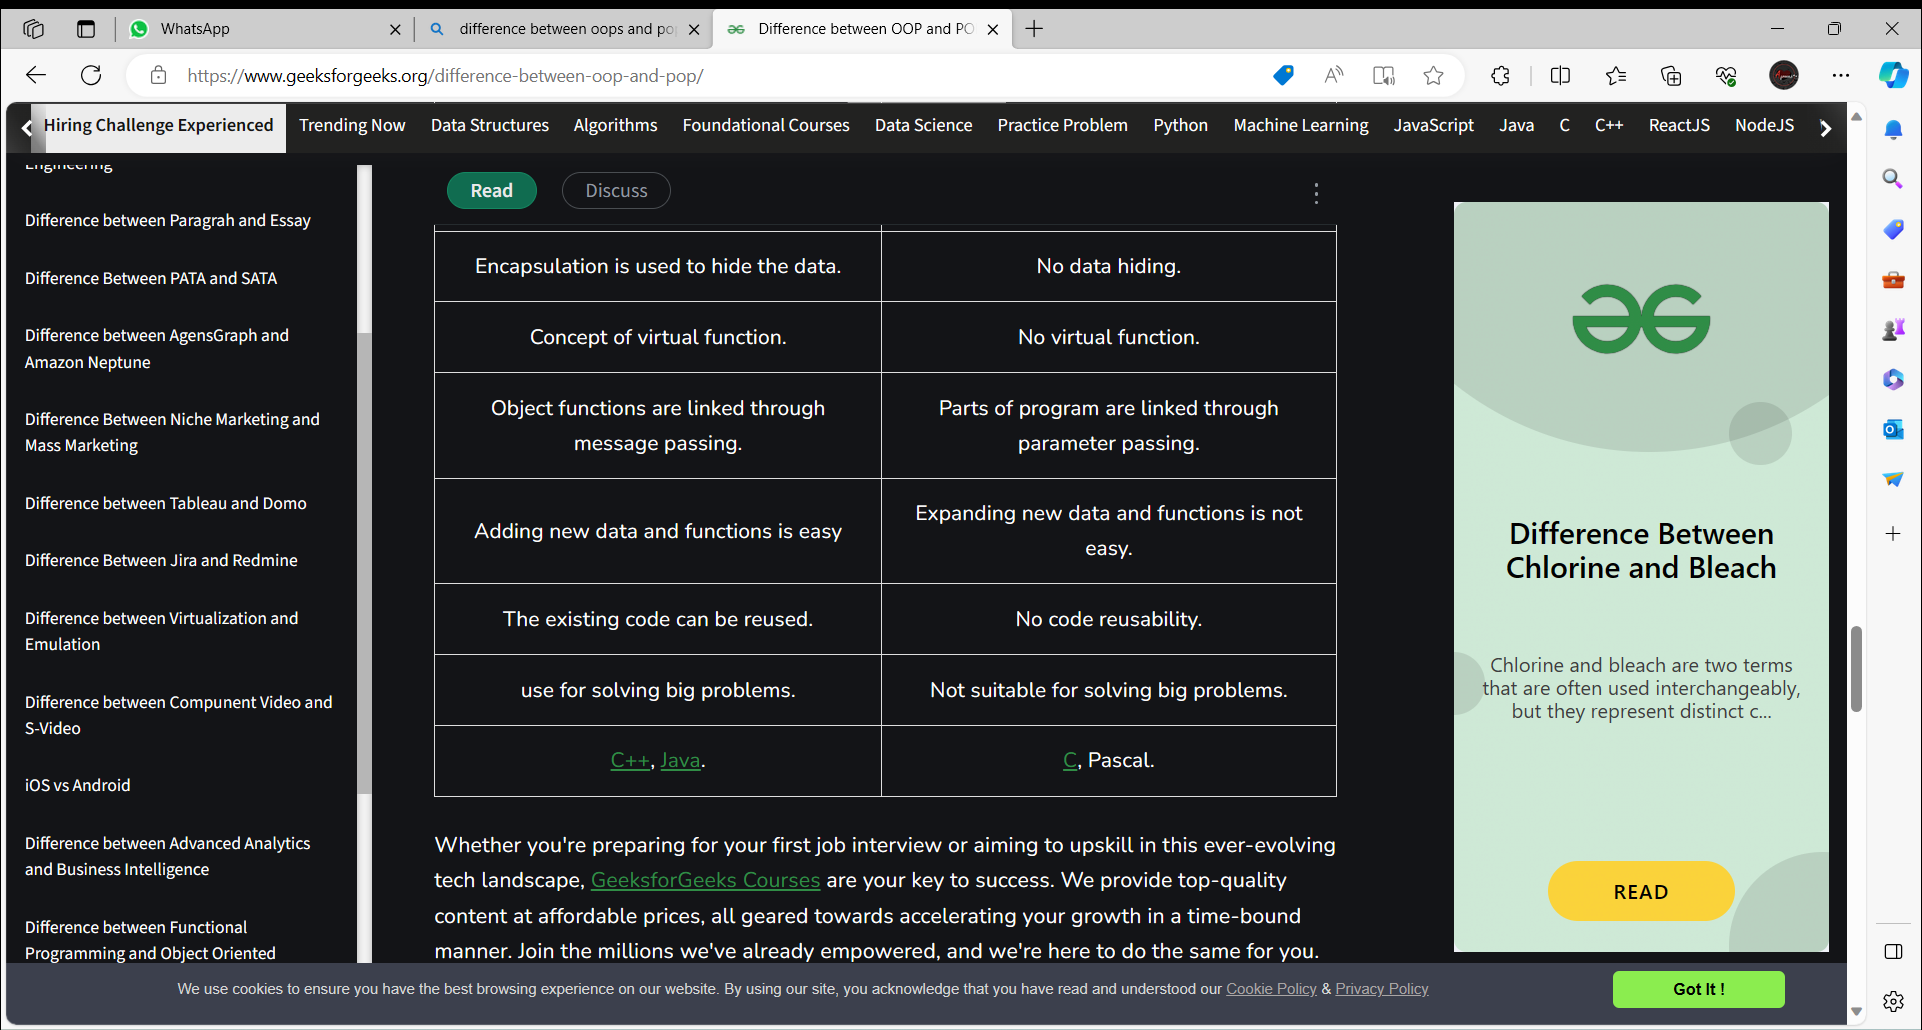 WhatsApp
difference between oops and po
Difference between OOP and PO
https://www.geeksforgeeks.org/difference-between-oop-and-pop/
Hiring Challenge Experienced
Trending Now
Data Structures
Algorithms
Foundational Courses
Data Science
Practice Problem
Python
Machine Learning
JavaScript
Java
C
C++
ReactJS
NodeJS
Engineering
Difference between Paragrah and Essay
Difference Between PATA and SATA
Difference between AgensGraph and
Amazon Neptune
Difference Between Niche Marketing and
Mass Marketing
Difference between Tableau and Domo
Difference Between Jira and Redmine
Difference between Virtualization and
Emulation
Difference between Compunent Video and
S-Video
iOS vs Android
Difference between Advanced Analytics
and Business Intelligence
Difference between Functional
Programming and Object Oriented
Read
Discuss
Encapsulation is used to hide the data.
No data hiding.
Concept of virtual function.
No virtual function.
Object functions are linked through
message passing.
Parts of program are linked through
parameter passing.
Adding new data and functions is easy
Expanding new data and functions is not
easy.
The existing code can be reused.
No code reusability.
use for solving big problems.
Not suitable for solving big problems.
C++, Java.
C, Pascal.
Whether you're preparing for your first job interview or aiming to upskill in this ever-evolving
tech landscape, GeeksforGeeks Courses are your key to success. We provide top-quality
content at affordable prices, all geared towards accelerating your growth in a time-bound
manner. Join the millions we've already empowered, and we're here to do the same for you.
Difference Between
Chlorine and Bleach
Chlorine and bleach are two terms
that are often used interchangeably,
but they represent distinct c...
READ
We use cookies to ensure you have the best browsing experience on our website. By using our site, you acknowledge that you have read and understood our Cookie Policy & Privacy Policy
Got It !